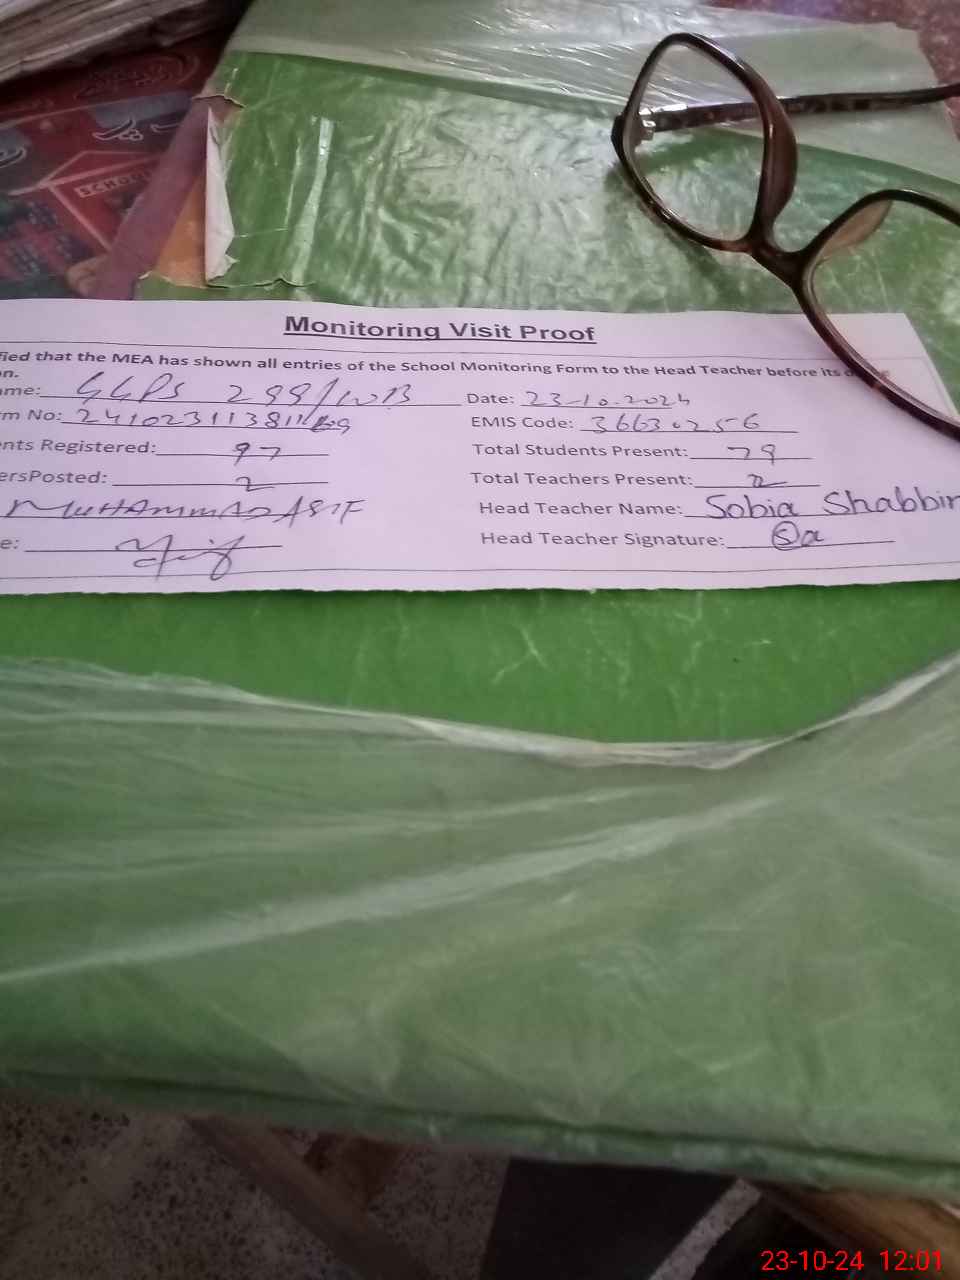 SCHOOL
Monitoring Visit Proof
fied that the MEA has shown all entries of the School Monitoring Form to the Head Teacher before its
on.
ame: GGPS 299/WB Date: 23-10-2024
rm No: EMIS Code: 36630256
nts Registered: 97 Total Students Present: 79
ersPosted: 2 Total Teachers Present: 2
MUHAMMAD ASIF Head Teacher Name: Sobia Shabbir
e: Head Teacher Signature: Sa
23-10-24 12:01